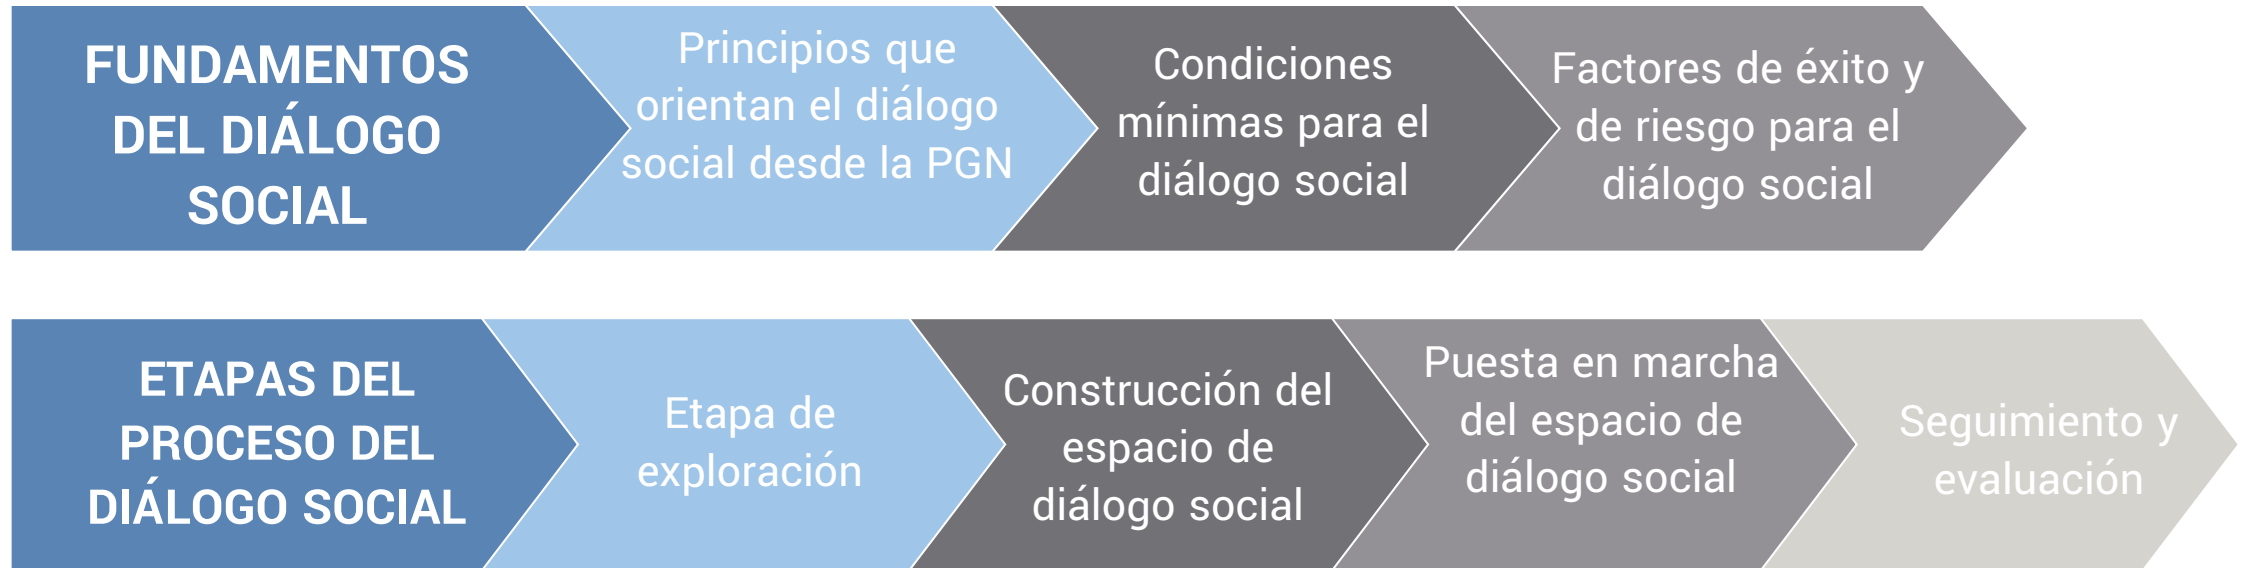 FUNDAMENTOS
DEL DIÁLOGO
SOCIAL
Principios que
orientan el diálogo
social desde la PGN
Condiciones
mínimas para el
diálogo social
Factores de éxito y
de riesgo para el
diálogo social
ETAPAS DEL
PROCESO DEL
DIÁLOGO SOCIAL
Etapa de
exploración
Construcción del
espacio de
diálogo social
Puesta en marcha
del espacio de
diálogo social
Seguimiento y
evaluación